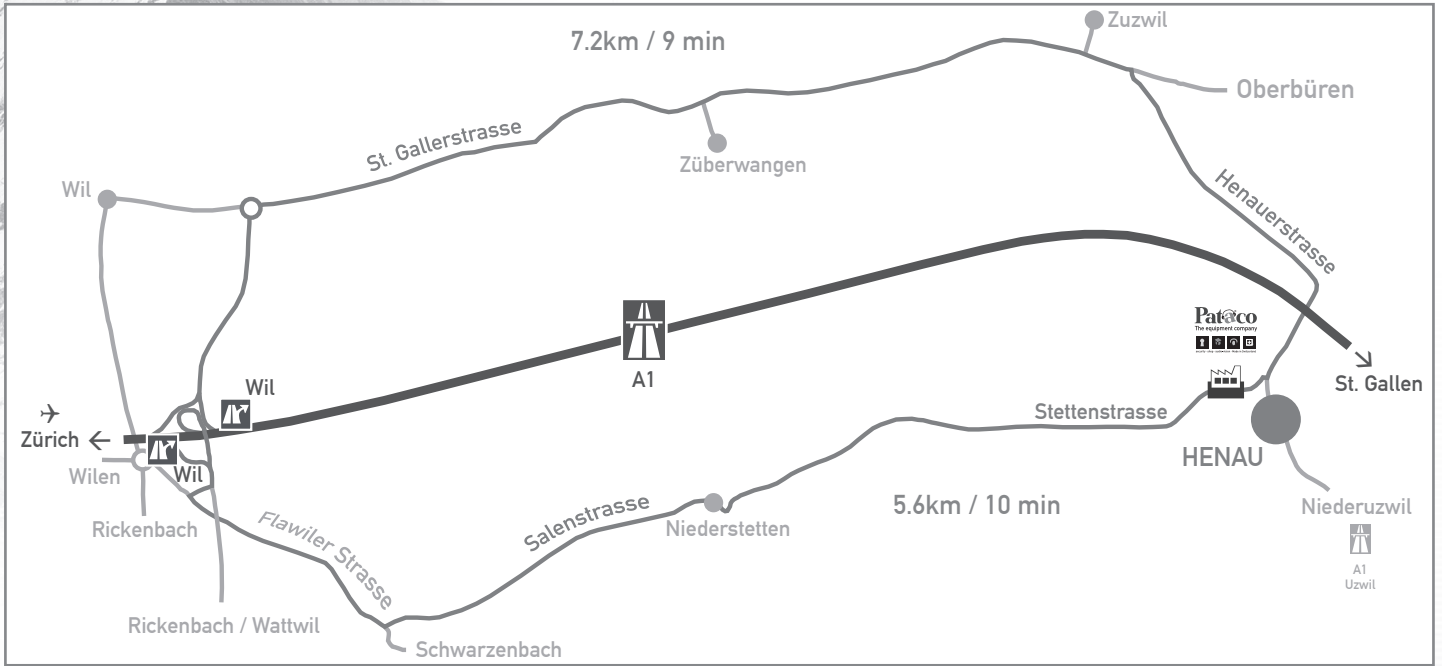 7.2km / 9 min
Zuzwil
Oberbüren
St. Gallerstrasse
Züberwangen
Wil
Henauerstrasse
Pataco
The equipment company
A1
St. Gallen
Wil
Stettenstrasse
Zürich
Wilen
Wil
HENAU
Rickenbach
Flawiler Strasse
Salenstrasse
Niederstetten
5.6km / 10 min
Niederuzwil
A1
Uzwil
Rickenbach / Wattwil
Schwarzenbach